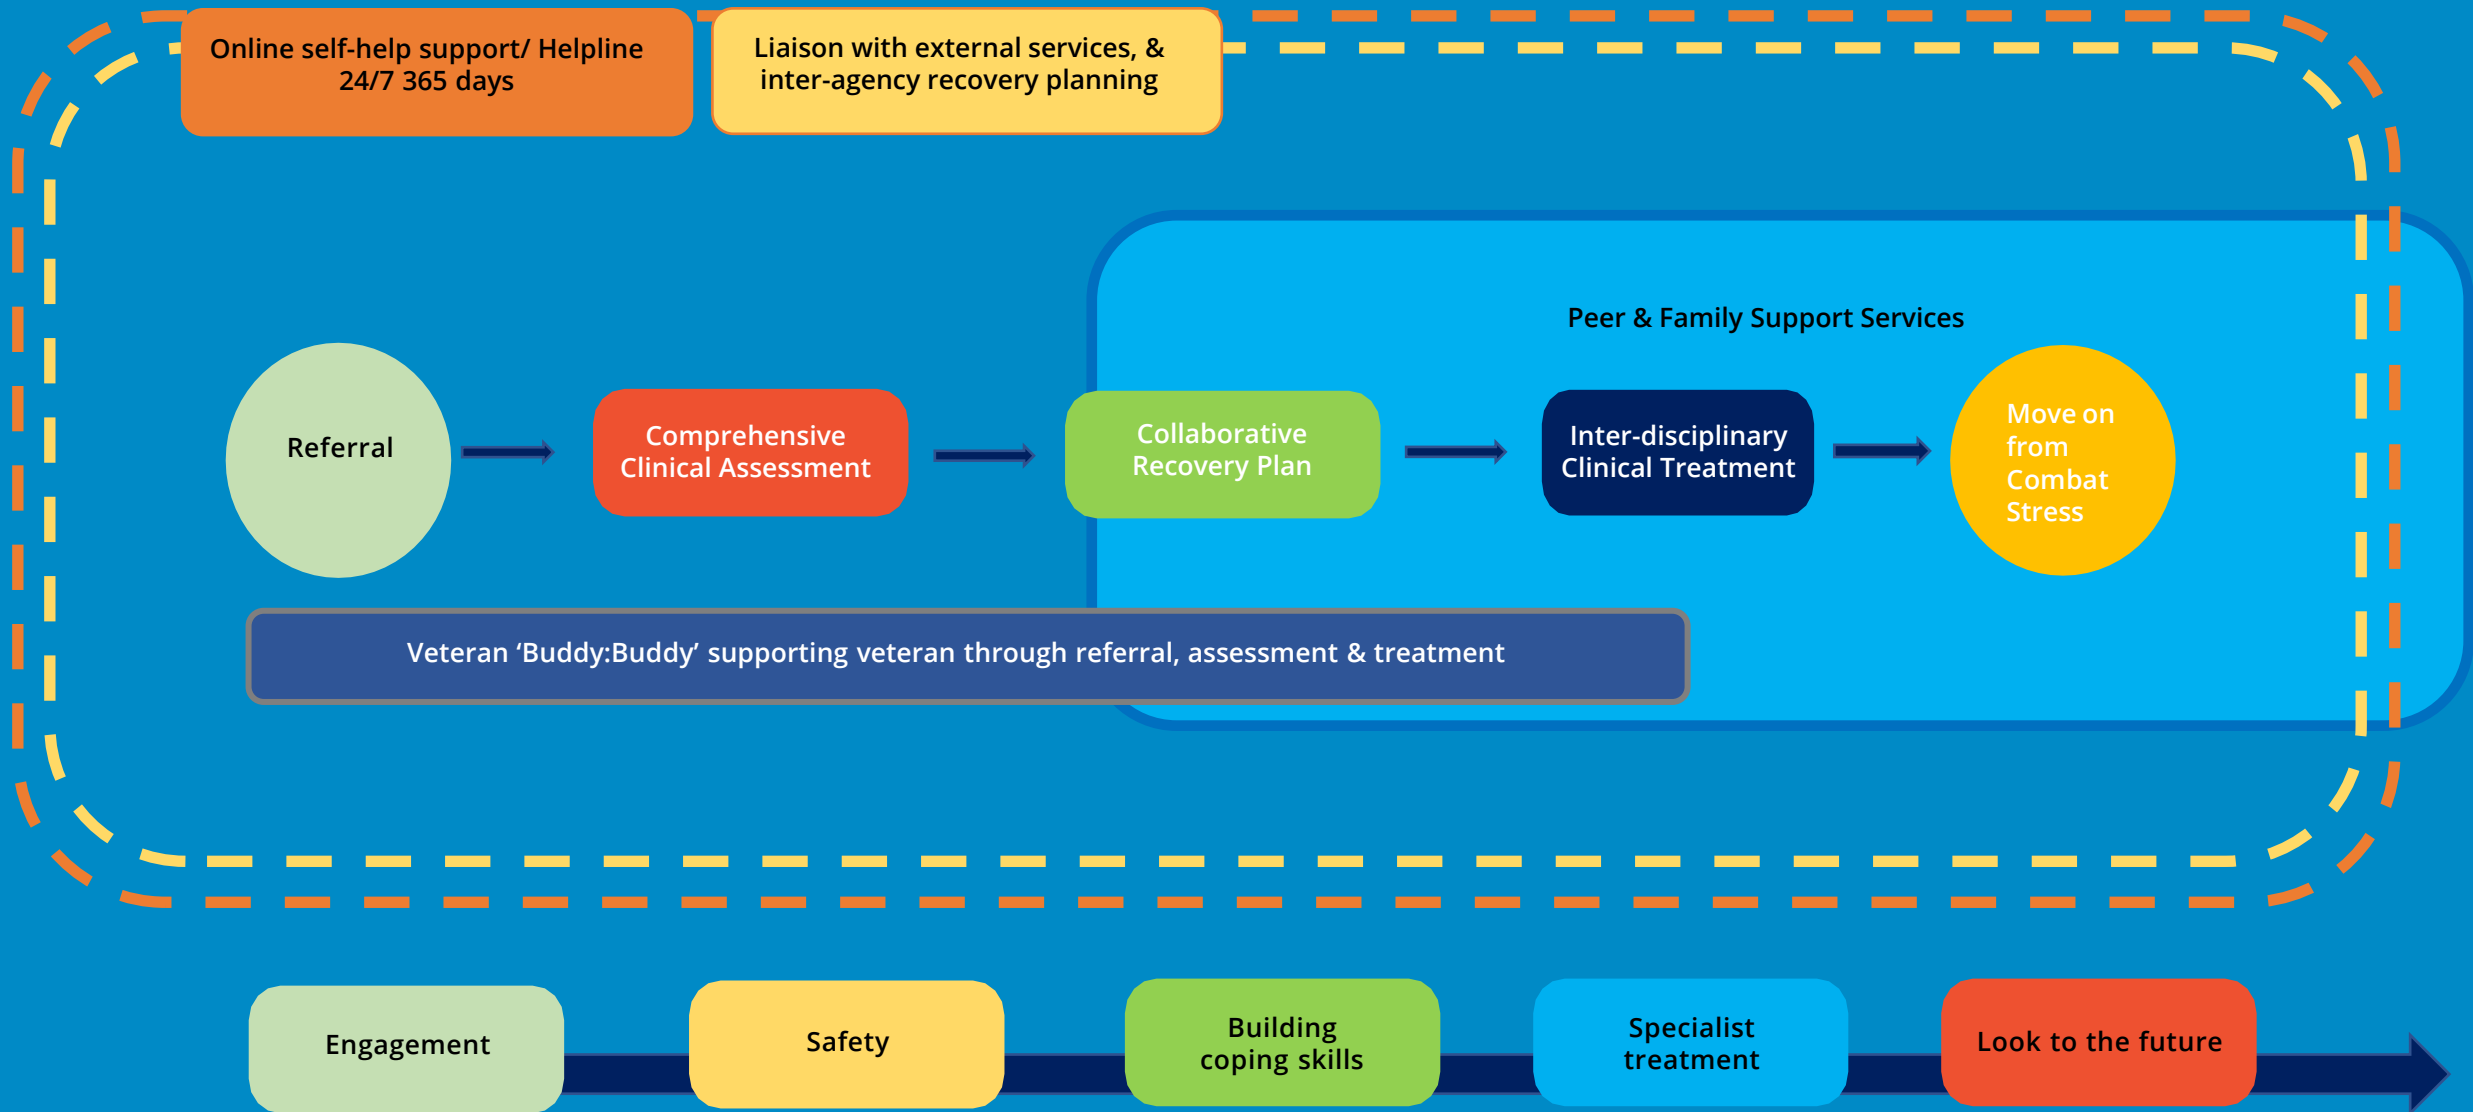 Online self-help support/ Helpline
24/7 365 days
Liaison with external services, &
inter-agency recovery planning
Peer & Family Support Services
Referral
Comprehensive
Clinical Assessment
Collaborative
Recovery Plan
Inter-disciplinary
Clinical Treatment
Move on
from
Combat
Stress
Veteran ‘Buddy:Buddy’ supporting veteran through referral, assessment & treatment
Engagement
Safety
Building
coping skills
Specialist
treatment
Look to the future